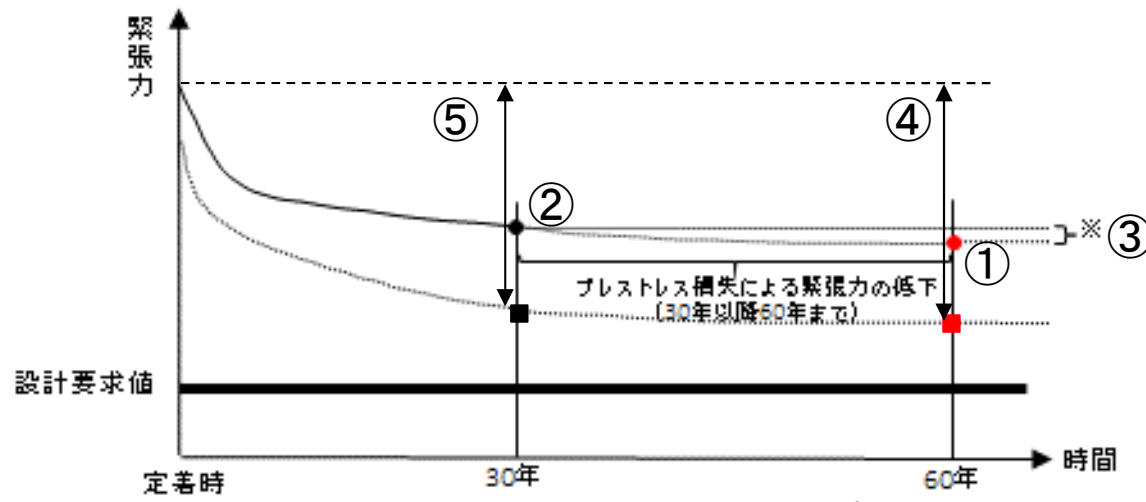 緊張力
⑤
④
②
※ ③
①
プレストレス損失による緊張力の低下
(30年以降60年まで)
設計要求値
定着時
30年
60年
時間